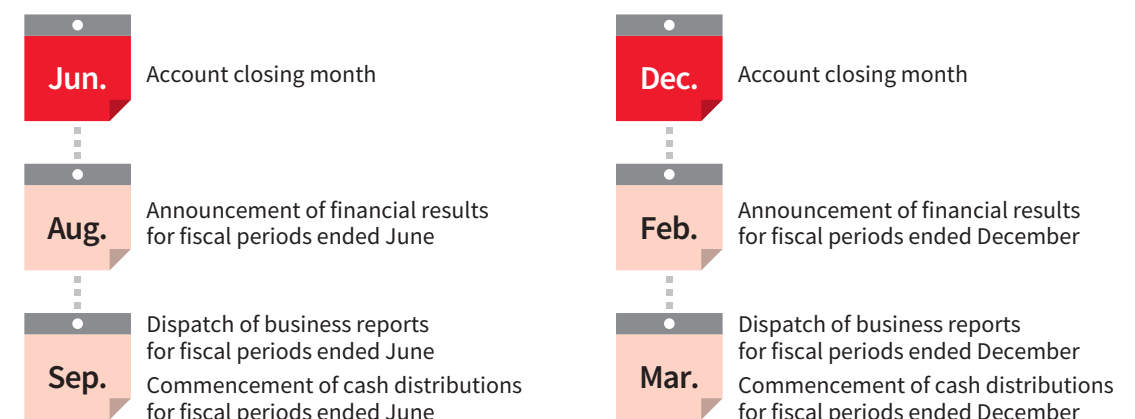 Jun.
Account closing month
Aug.
Announcement of financial results
for fiscal periods ended June
Sep.
Dispatch of business reports
for fiscal periods ended June
Commencement of cash distributions
for fiscal periods ended June
Dec.
Account closing month
Feb.
Announcement of financial results
for fiscal periods ended December
Mar.
Dispatch of business reports
for fiscal periods ended December
Commencement of cash distributions
for fiscal periods ended December